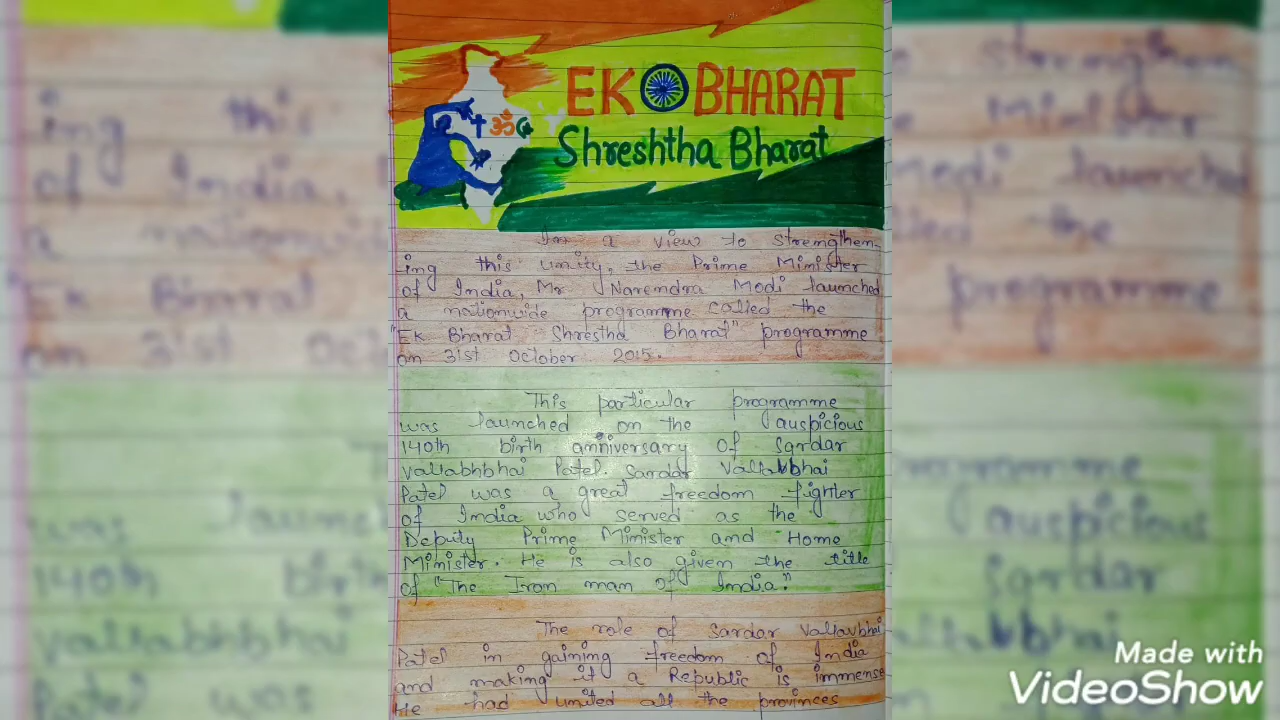 EK BHARAT
Shreshtha Bharat
✝ ॐ ☪
In a view to strengthen-
-ing this unity, the Prime Minister
of India, Mr Narendra Modi launched
a nationwide programme called the
"Ek Bharat Shrestha Bharat" programme
on 31st October 2015.
This particular programme
was launched on the auspicious
140th birth anniversary of Sardar
Vallabhbhai Patel. Sardar Vallavbhai
Patel was a great freedom fighter
of India who served as the
Deputy Prime Minister and Home
Minister. He is also given the title
of "The Iron man of India."
The role of Sardar Vallavbhai
Patel in gaining freedom of India
and making it a Republic is immense
He had united all the provinces
Made with
VideoShow